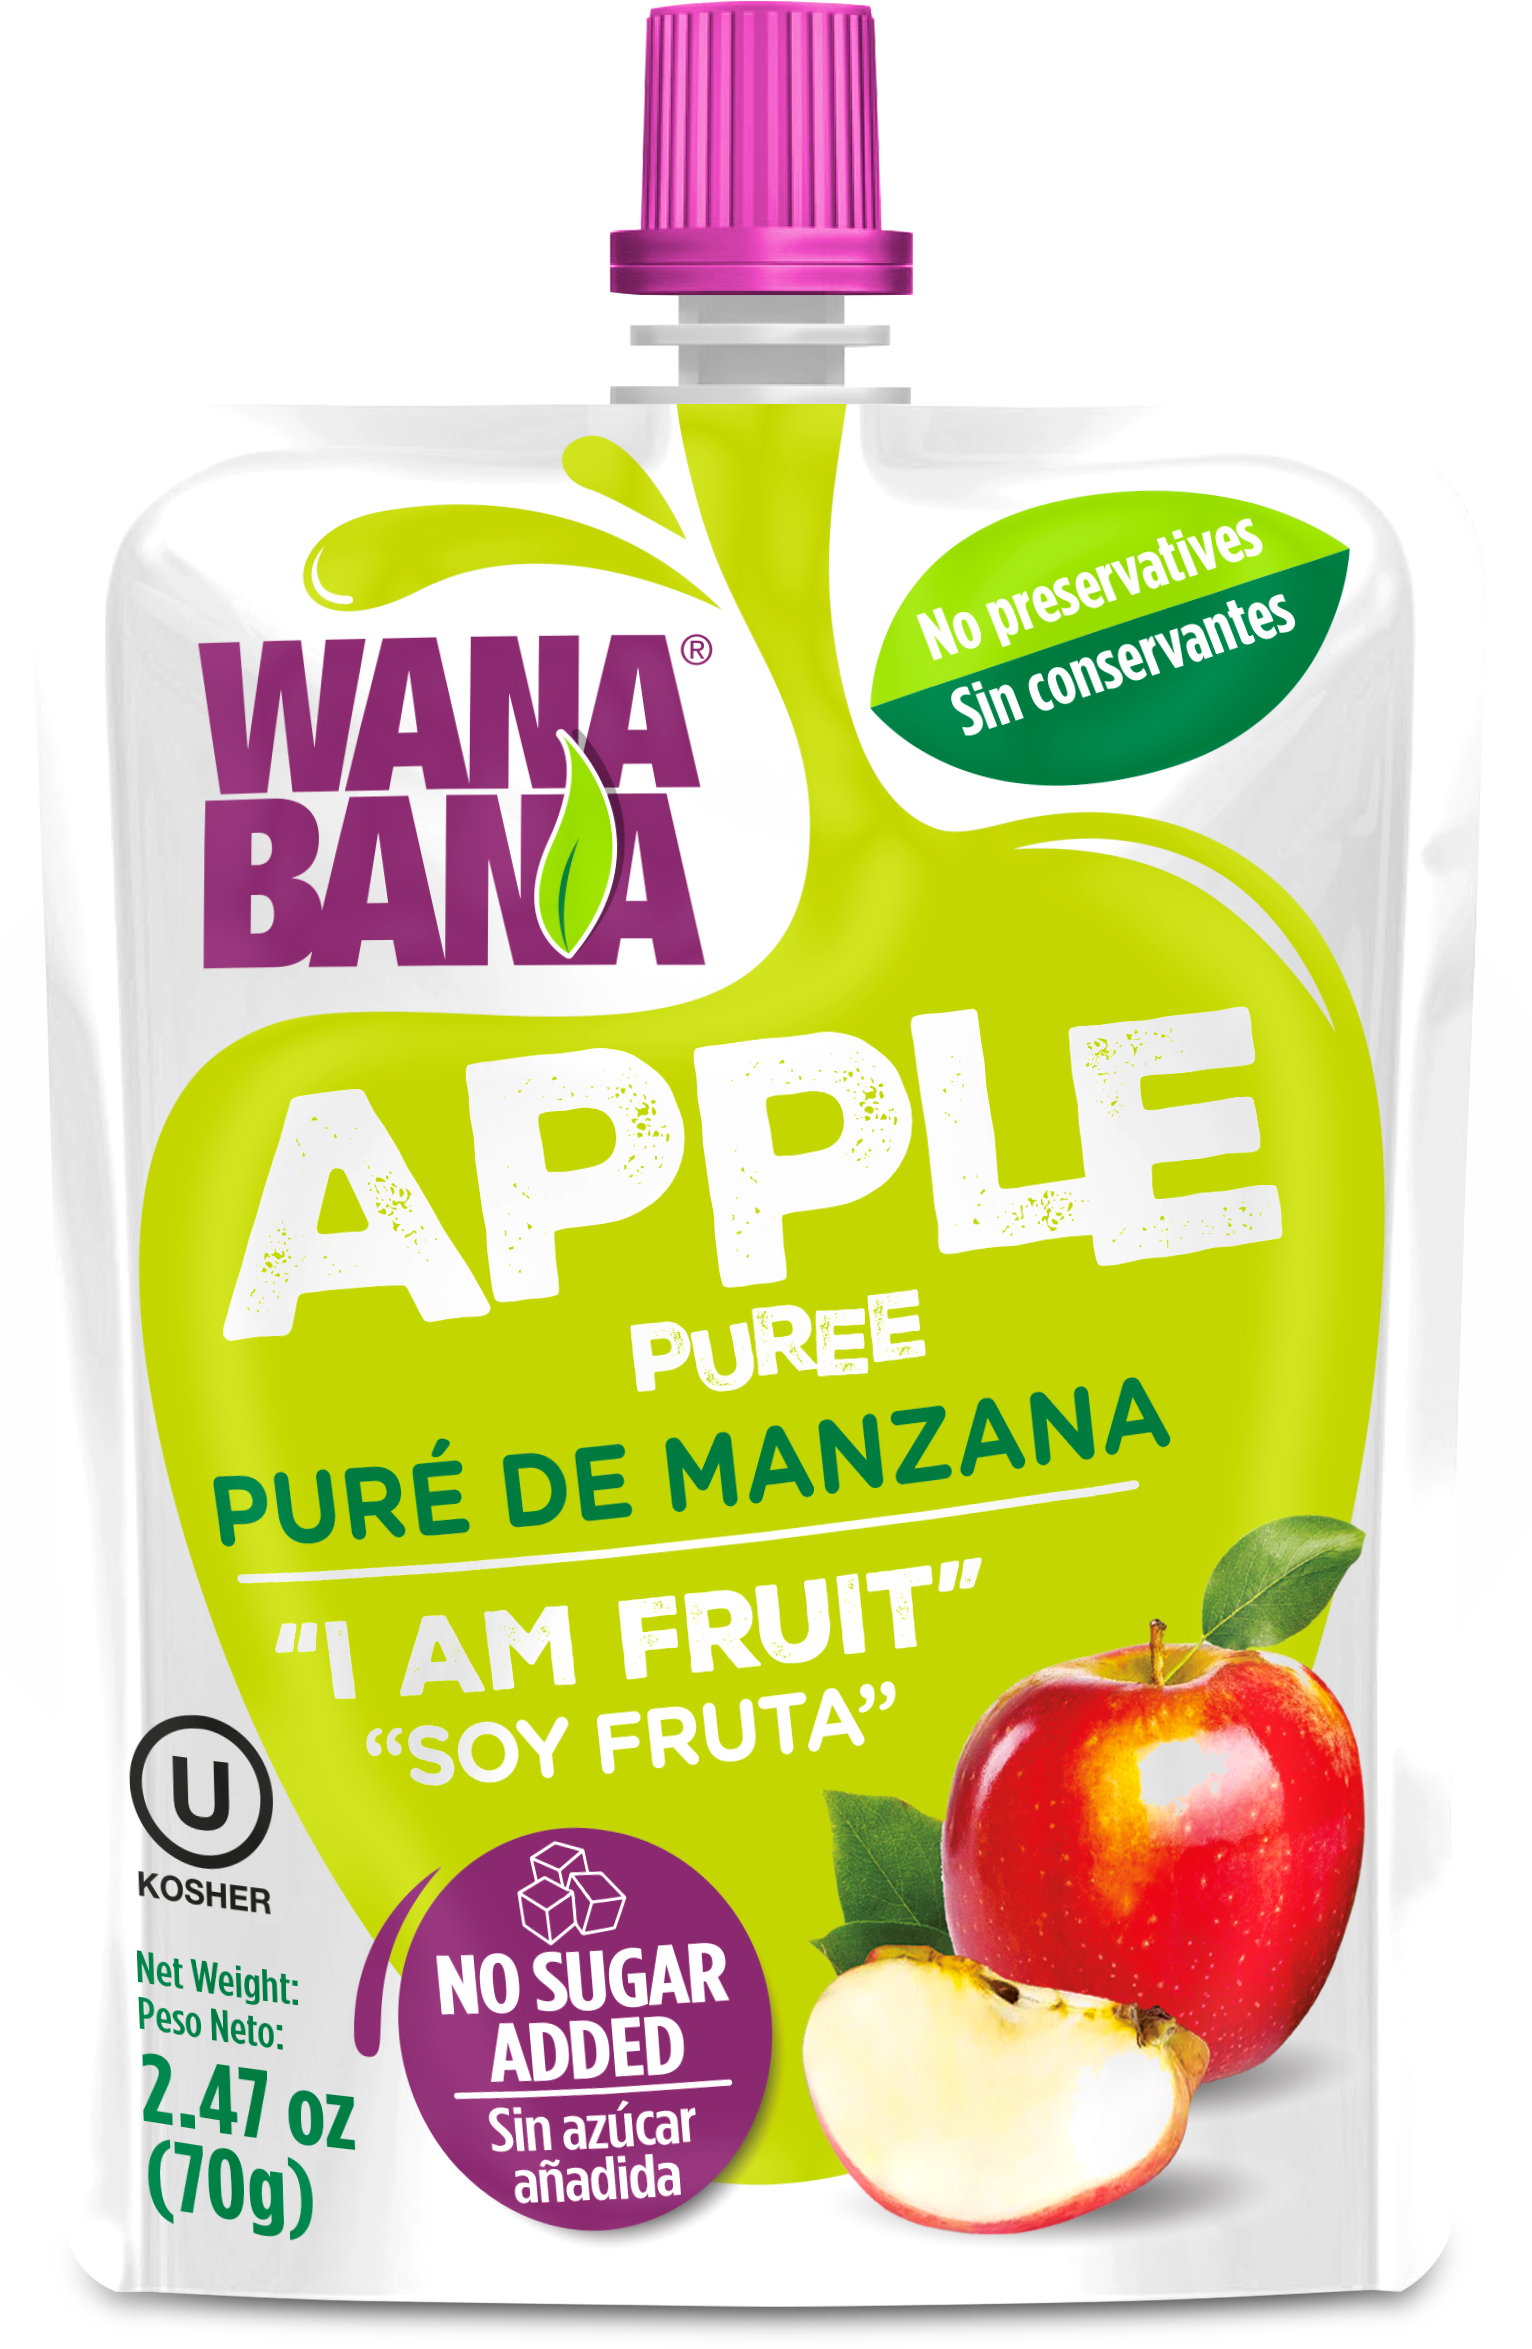 No preservatives
Sin conservantes
WANA®
BANA
APPLE
PUREE
PURÉ DE MANZANA
"I AM FRUIT"
“SOY FRUTA”
U
KOSHER
Net Weight:
Peso Neto:
2.47 oz
(70g)
NO SUGAR
ADDED
Sin azúcar
añadida